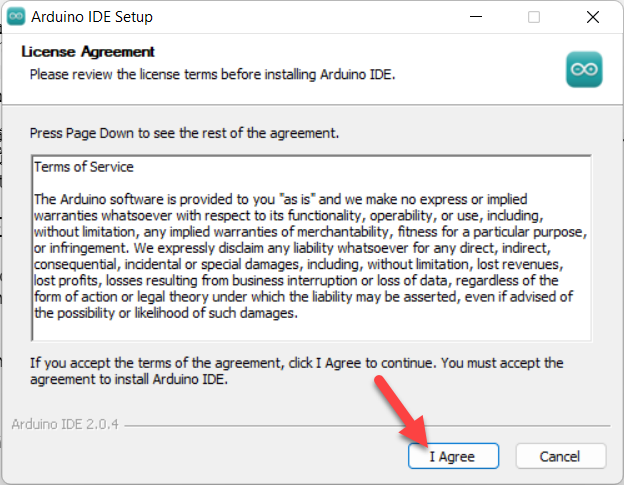 Arduino IDE Setup
License Agreement
Please review the license terms before installing Arduino IDE.
Press Page Down to see the rest of the agreement.
Terms of Service
The Arduino software is provided to you "as is" and we make no express or implied
warranties whatsoever with respect to its functionality, operability, or use, including,
without limitation, any implied warranties of merchantability, fitness for a particular purpose,
or infringement. We expressly disclaim any liability whatsoever for any direct, indirect,
consequential, incidental or special damages, including, without limitation, lost revenues,
lost profits, losses resulting from business interruption or loss of data, regardless of the
form of action or legal theory under which the liability may be asserted, even if advised of
the possibility or likelihood of such damages.
If you accept the terms of the agreement, click I Agree to continue. You must accept the
agreement to install Arduino IDE.
Arduino IDE 2.0.4
I Agree
Cancel